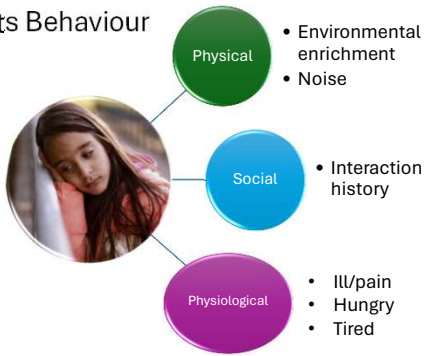 ts Behaviour
Physical
• Environmental
enrichment
• Noise
Social
• Interaction
history
Physiological
• Ill/pain
• Hungry
• Tired